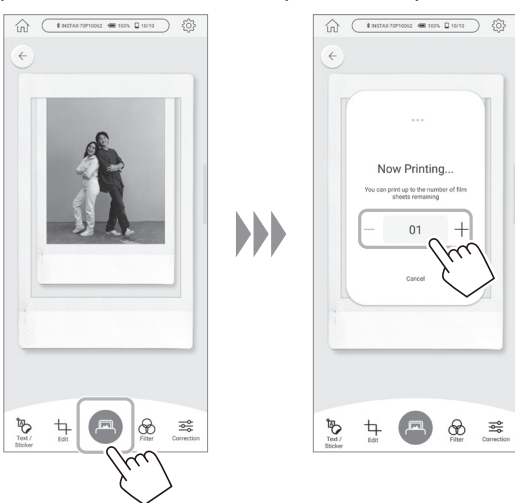 INSTAX-70P10062 100% 10/10
Text /
Sticker
Edit
Filter
Correction
INSTAX-70P10062 100% 10/10
Now Printing...
You can print up to the number of film
sheets remaining
01
Cancel
Text /
Sticker
Edit
Filter
Correction